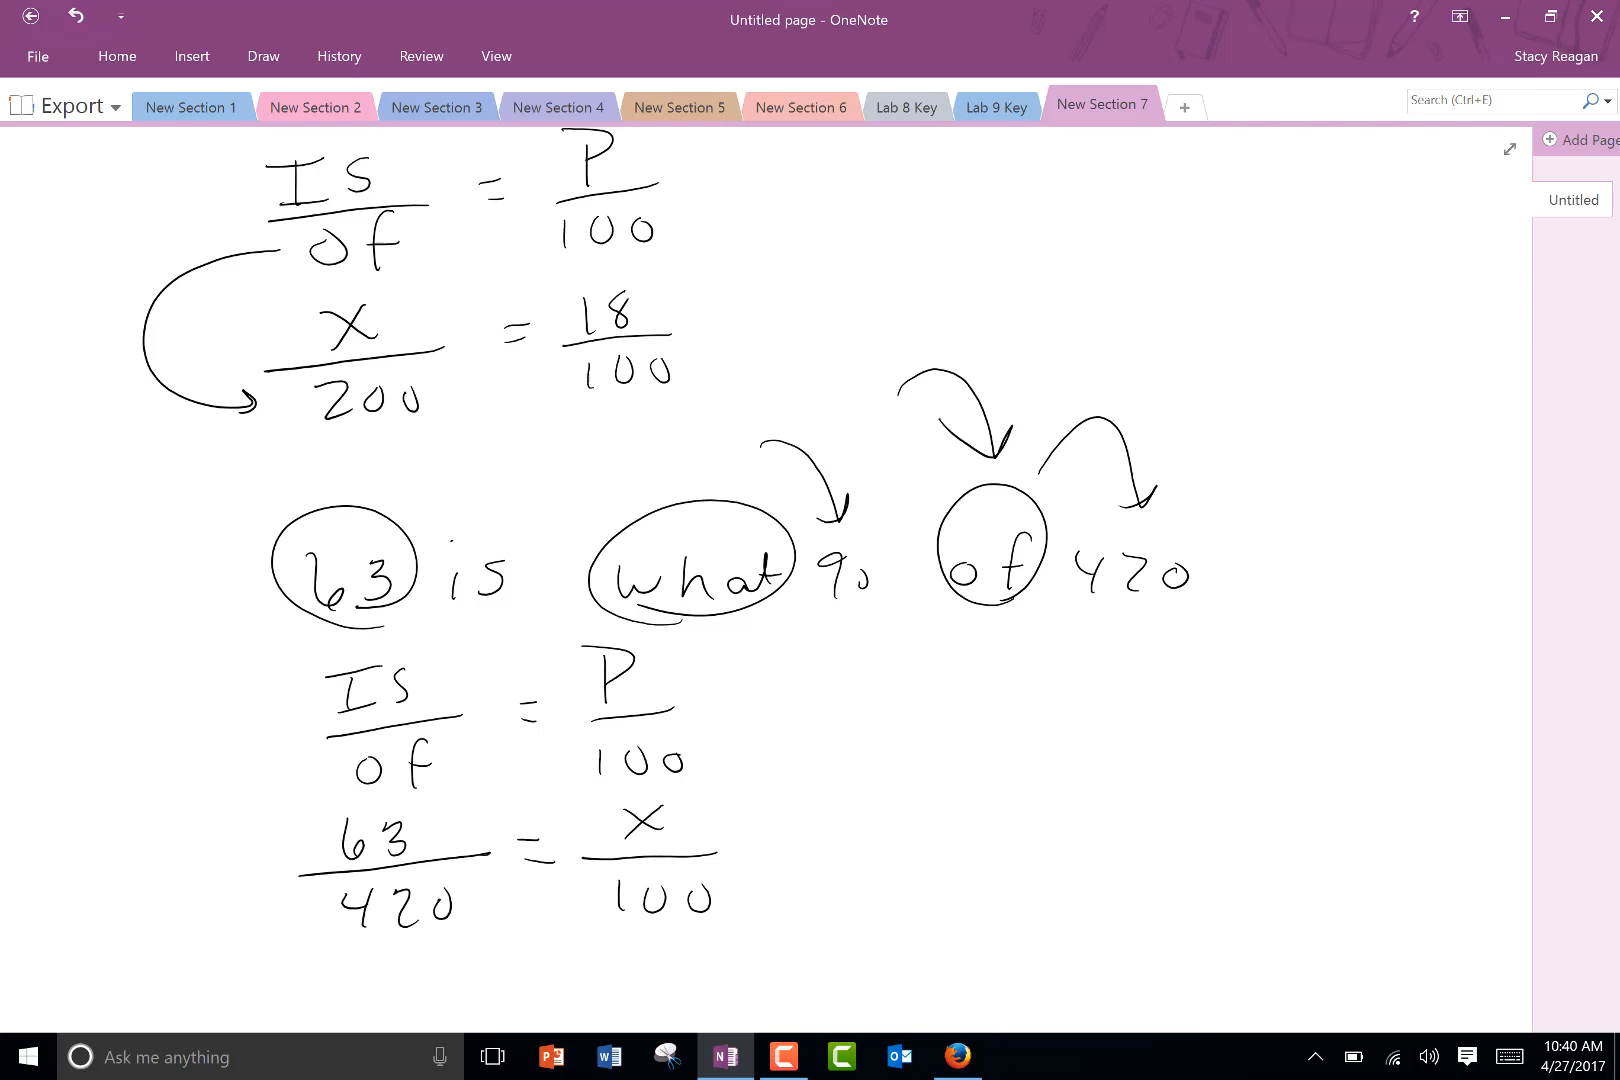 Untitled page - OneNote
?
File Home Insert Draw History Review View
Stacy Reagan
Export New Section 1 New Section 2 New Section 3 New Section 4 New Section 5 New Section 6 Lab 8 Key Lab 9 Key New Section 7 +
Search (Ctrl+E)
Add Page
Untitled
Is = P
of 100
x = 18
200 100
63 is what % of 420
Is = P
of 100
63 = x
420 100
Ask me anything
10:40 AM
4/27/2017